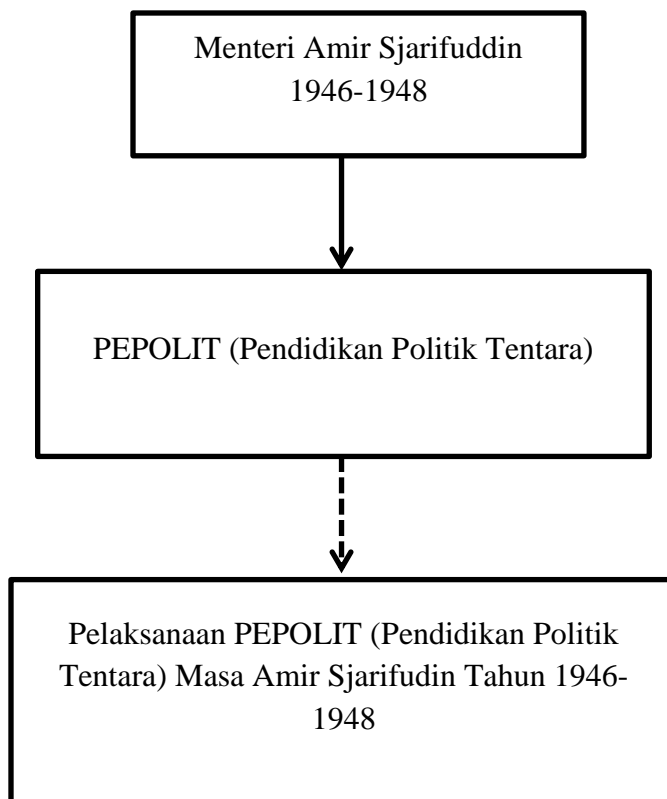 Menteri Amir Sjarifuddin
1946-1948
PEPOLIT (Pendidikan Politik Tentara)
Pelaksanaan PEPOLIT (Pendidikan Politik
Tentara) Masa Amir Sjarifudin Tahun 1946-
1948